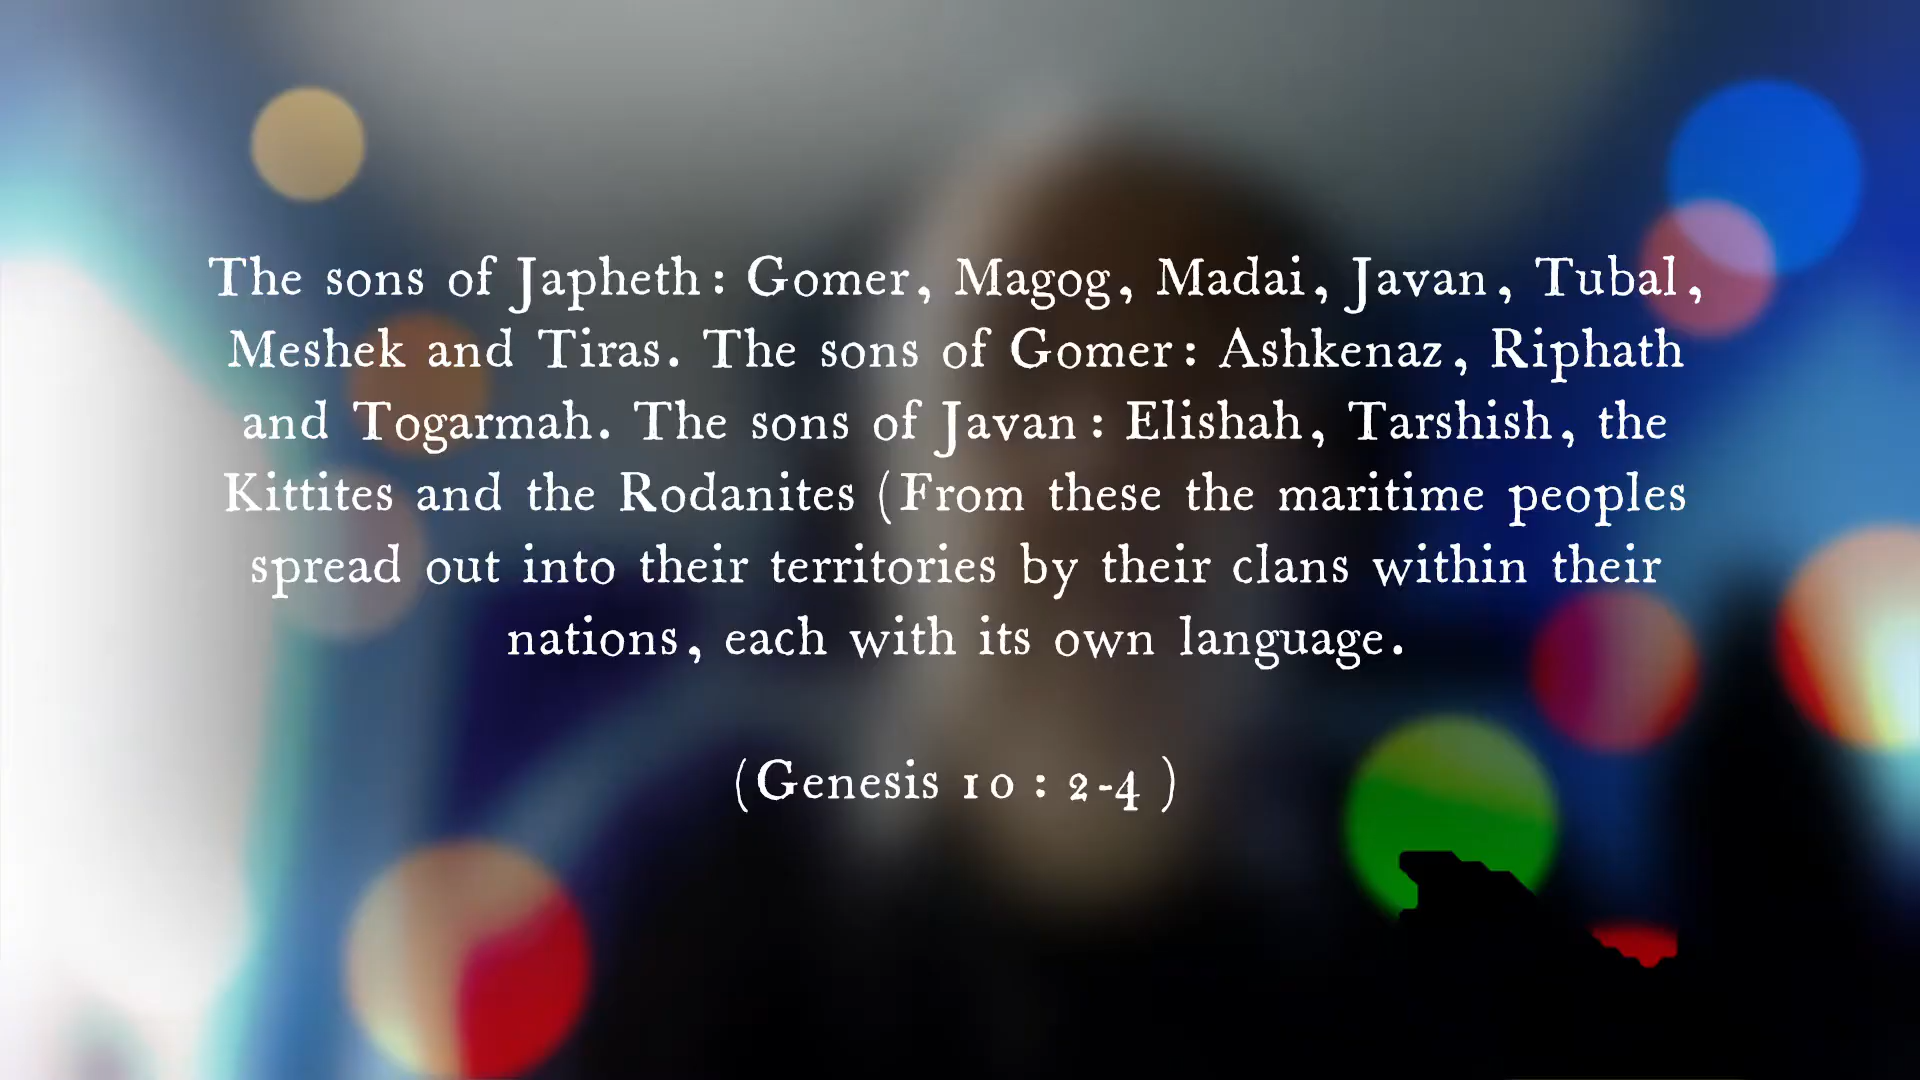 The sons of Japheth: Gomer, Magog, Madai, Javan, Tubal,
Meshek and Tiras. The sons of Gomer: Ashkenaz, Riphath
and Togarmah. The sons of Javan: Elishah, Tarshish, the
Kittites and the Rodanites (From these the maritime peoples
spread out into their territories by their clans within their
nations, each with its own language.
(Genesis 10 : 2-4 )